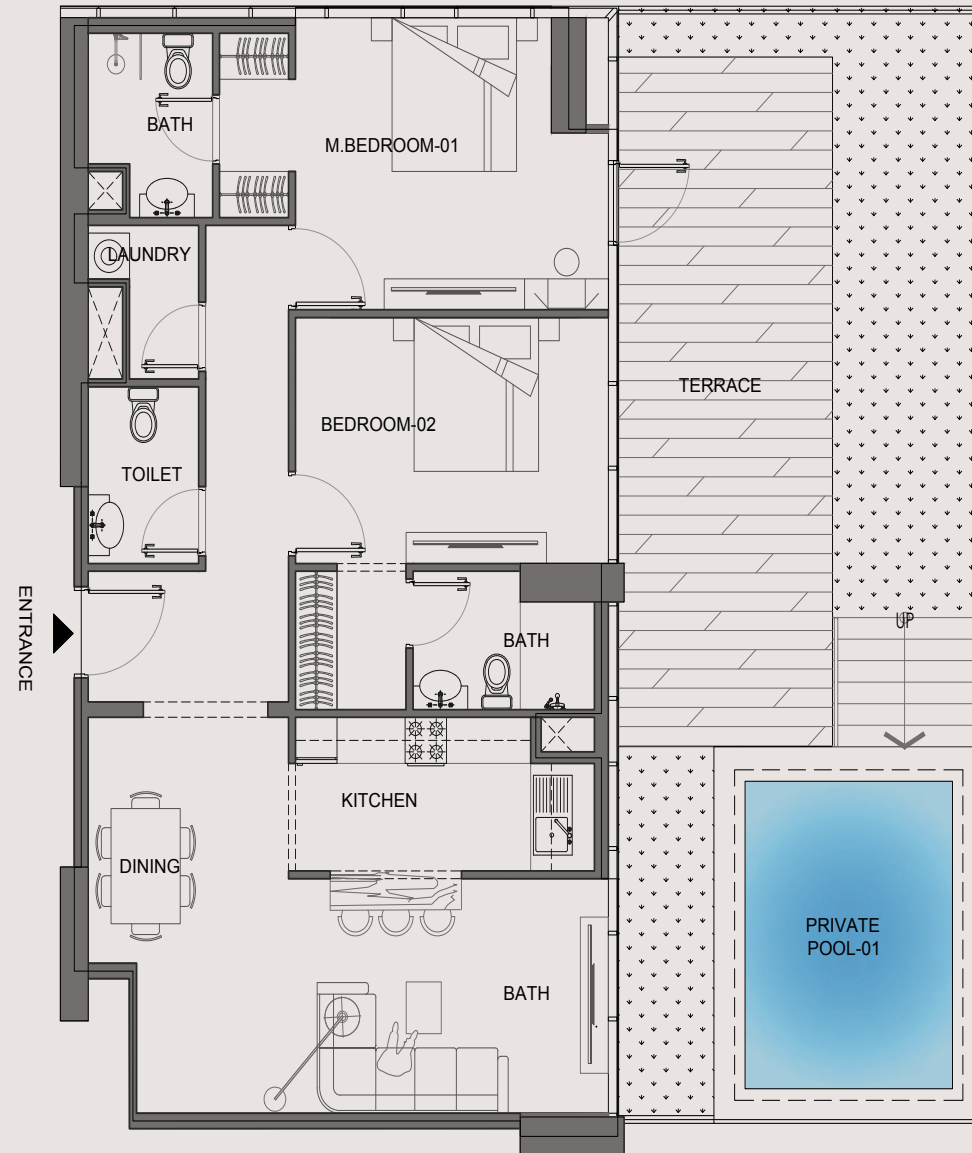 BATH
M.BEDROOM-01
LAUNDRY
TERRACE
BEDROOM-02
TOILET
ENTRANCE
UP
BATH
KITCHEN
DINING
PRIVATE
POOL-01
BATH